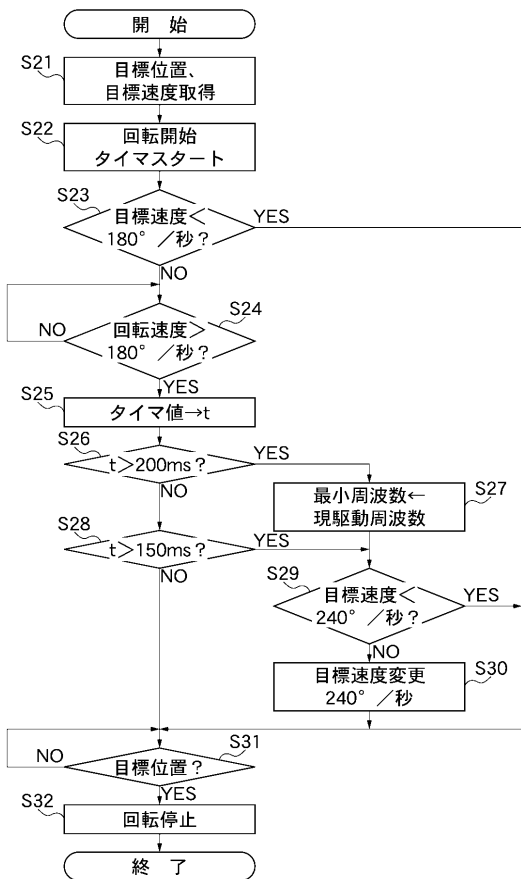 開 始
S21
目標位置、
目標速度取得
S22
回転開始
タイマスタート
S23
目標速度<
180°/秒?
YES
NO
S24
回転速度>
180°/秒?
NO
YES
S25
タイマ値→t
S26
t>200ms?
YES
NO
S27
最小周波数←
現駆動周波数
S28
t>150ms?
YES
NO
S29
目標速度<
240°/秒?
YES
NO
S30
目標速度変更
240°/秒
S31
目標位置?
NO
YES
S32
回転停止
終 了